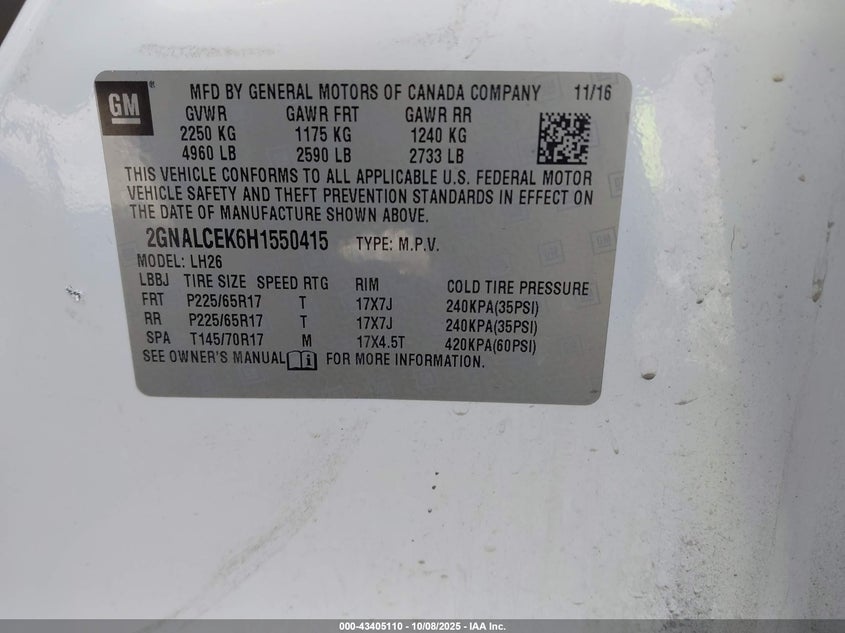 GM ®
MFD BY GENERAL MOTORS OF CANADA COMPANY 11/16
GVWR GAWR FRT GAWR RR
2250 KG 1175 KG 1240 KG
4960 LB 2590 LB 2733 LB
THIS VEHICLE CONFORMS TO ALL APPLICABLE U.S. FEDERAL MOTOR
VEHICLE SAFETY AND THEFT PREVENTION STANDARDS IN EFFECT ON
THE DATE OF MANUFACTURE SHOWN ABOVE.
2GNALCEK6H1550415 TYPE: M.P.V.
MODEL: LH26
LBBJ TIRE SIZE SPEED RTG RIM COLD TIRE PRESSURE
FRT P225/65R17 T 17X7J 240KPA(35PSI)
RR P225/65R17 T 17X7J 240KPA(35PSI)
SPA T145/70R17 M 17X4.5T 420KPA(60PSI)
SEE OWNER'S MANUAL FOR MORE INFORMATION.
000-43405110 - 10/08/2025 - IAA Inc.